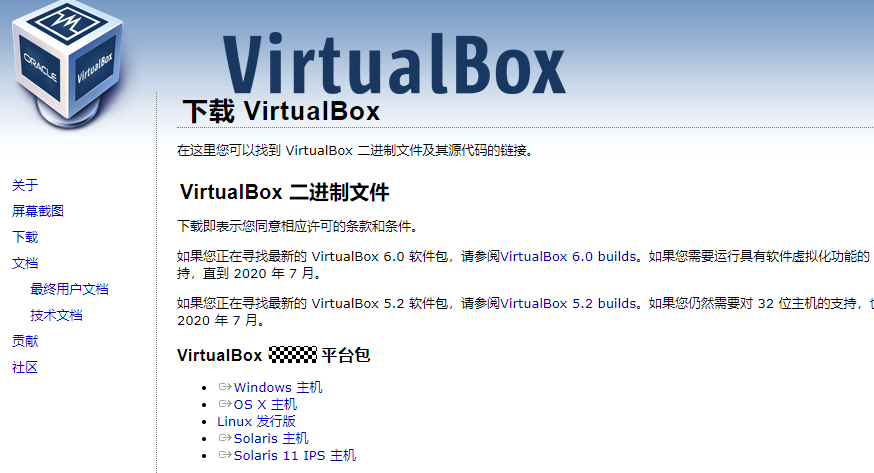 ORACLE
VirtualBox
VirtualBox
下载 VirtualBox
在这里您可以找到 VirtualBox 二进制文件及其源代码的链接。
关于
屏幕截图
下载
文档
最终用户文档
技术文档
贡献
社区
VirtualBox 二进制文件
下载即表示您同意相应许可的条款和条件。
如果您正在寻找最新的 VirtualBox 6.0 软件包，请参阅VirtualBox 6.0 builds。如果您需要运行具有软件虚拟化功能的
持，直到 2020 年 7 月。
如果您正在寻找最新的 VirtualBox 5.2 软件包，请参阅VirtualBox 5.2 builds。如果您仍然需要对 32 位主机的支持，
2020 年 7 月。
VirtualBox 平台包
Windows 主机
OS X 主机
Linux 发行版
Solaris 主机
Solaris 11 IPS 主机